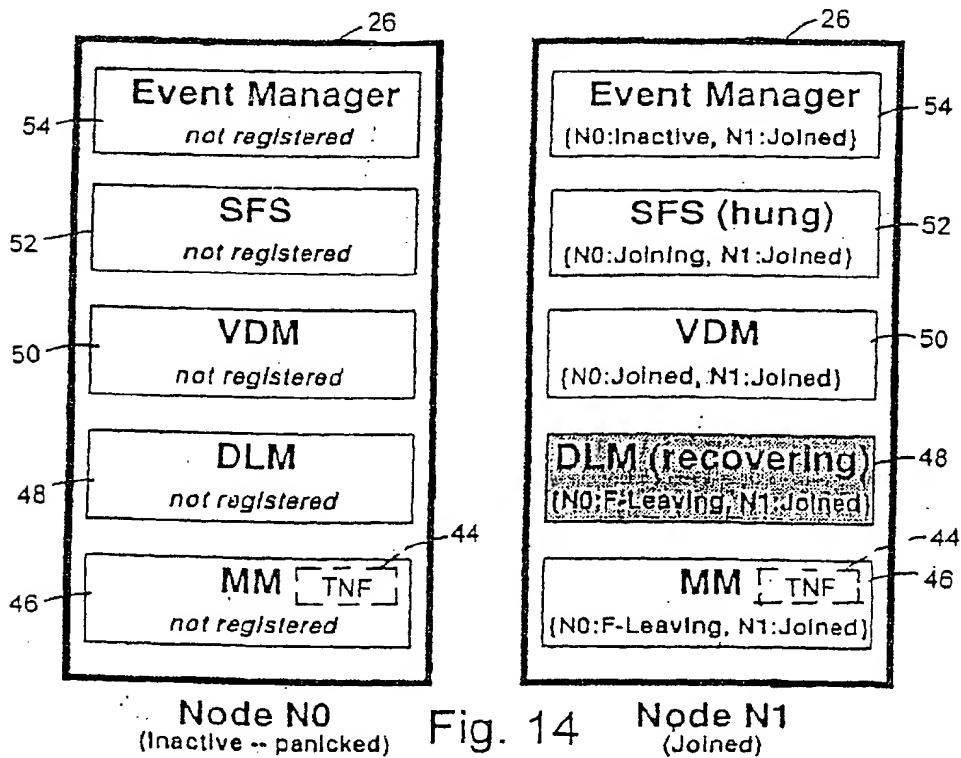 26
Event Manager
not registered
54
SFS
not registered
52
VDM
not registered
50
DLM
not registered
48
44
MM TNF
not registered
46
Node N0
(Inactive -- panicked)
26
Event Manager
{N0:Inactive, N1:Joined}
54
SFS (hung)
{N0:Joining, N1:Joined}
52
VDM
{N0:Joined, N1:Joined}
50
DLM (recovering)
{N0:F-Leaving, N1:Joined}
48
44
MM TNF
{N0:F-Leaving, N1:Joined}
46
Node N1
(Joined)
Fig. 14